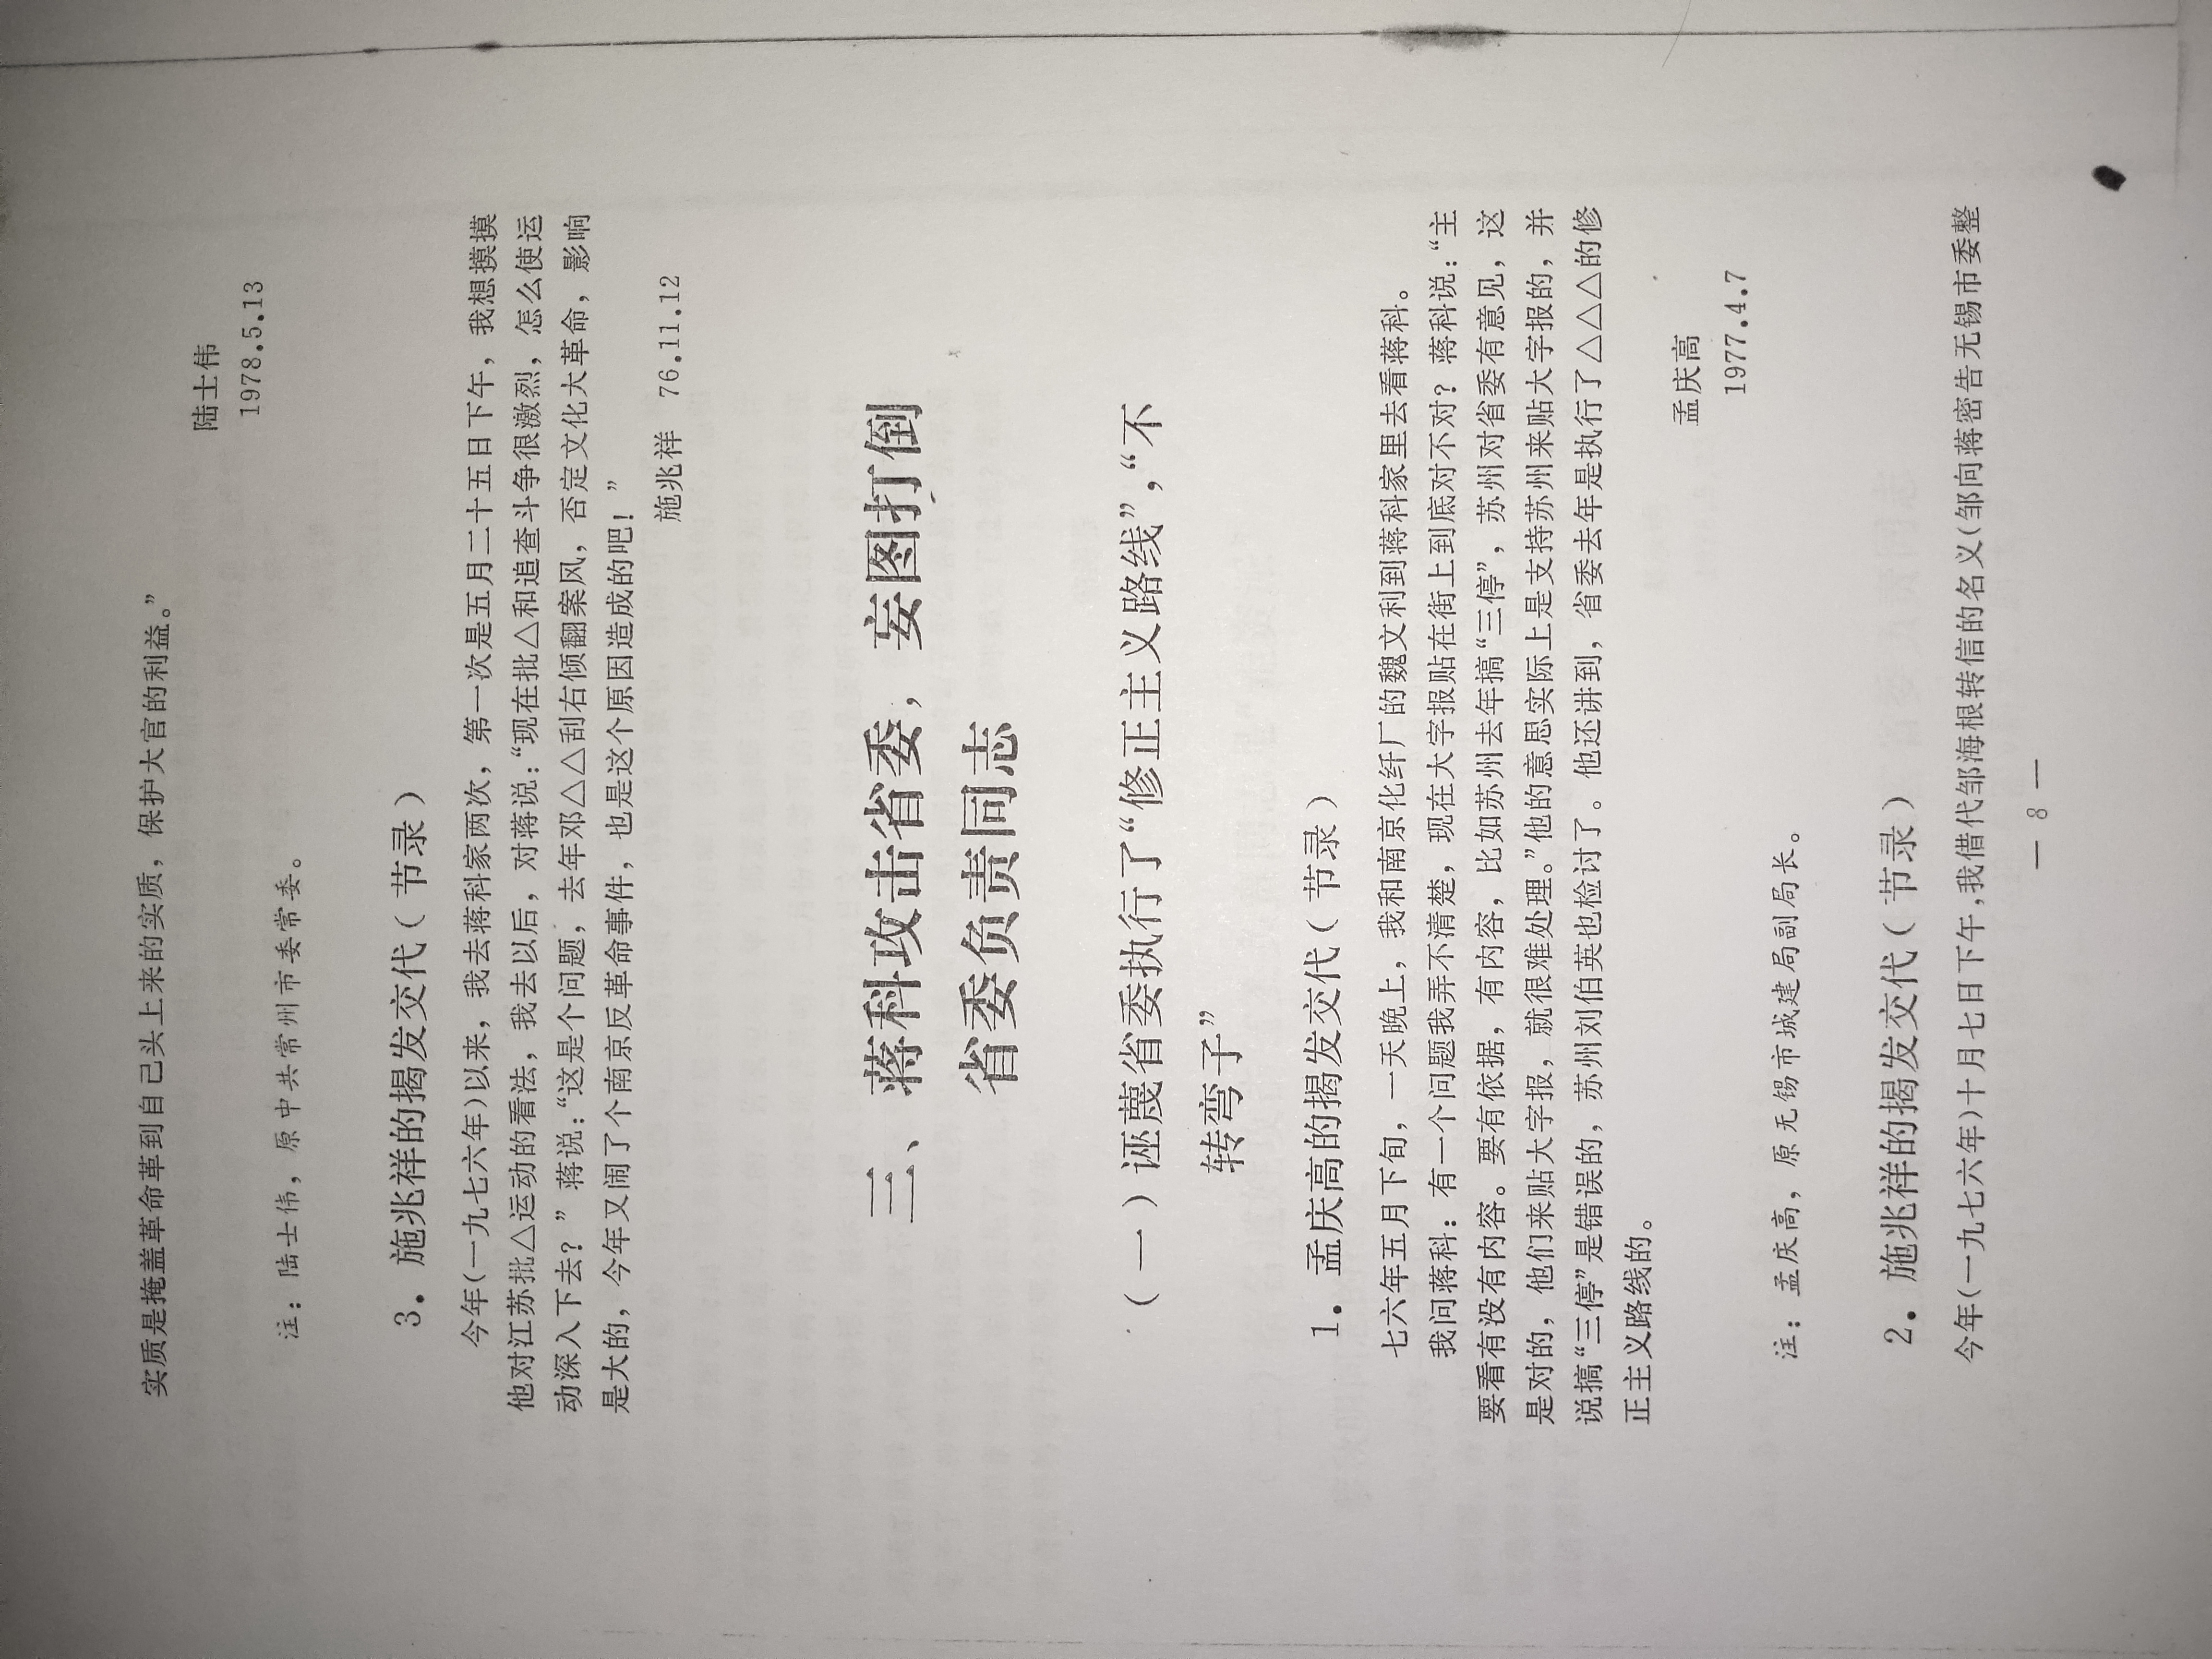 实质是掩盖革命革到自己头上来的实质，保护大官的利益。”
陆士伟
1978.5.13
注：陆士伟，原中共常州市委常委。
3．施兆祥的揭发交代（节录）
今年(一九七六年)以来，我去蒋科家两次，第一次是五月二十五日下午，我想摸摸
他对江苏批△运动的看法，我去以后，对蒋说：“现在批△和追查斗争很激烈，怎么使运
动深入下去？”蒋说：“这是个问题，去年邓△△刮右倾翻案风，否定文化大革命，影响
是大的，今年又闹了个南京反革命事件，也是这个原因造成的吧！”
施兆祥 76.11.12
三、蒋科攻击省委，妄图打倒
省委负责同志
（一）诬蔑省委执行了“修正主义路线”，“不
转弯子”
1．孟庆高的揭发交代（节录）
七六年五月下旬，一天晚上，我和南京化纤厂的魏文利到蒋科家里去看蒋科。
我问蒋科：有一个问题我弄不清楚，现在大字报贴在街上到底对不对？蒋科说：“主
要看有没有内容。要有依据，有内容，比如苏州去年搞“三停”，苏州对省委有意见，这
是对的，他们来贴大字报，就很难处理。”他的意思实际上是支持苏州来贴大字报的，并
说搞“三停”是错误的，苏州刘伯英也检讨了。他还讲到，省委去年是执行了△△△的修
正主义路线的。
孟庆高
1977.4.7
注：孟庆高，原无锡市城建局副局长。
2．施兆祥的揭发交代（节录）
今年(一九七六年)十月七日下午，我借代邹海根转信的名义(邹向蒋密告无锡市委整
— 8 —